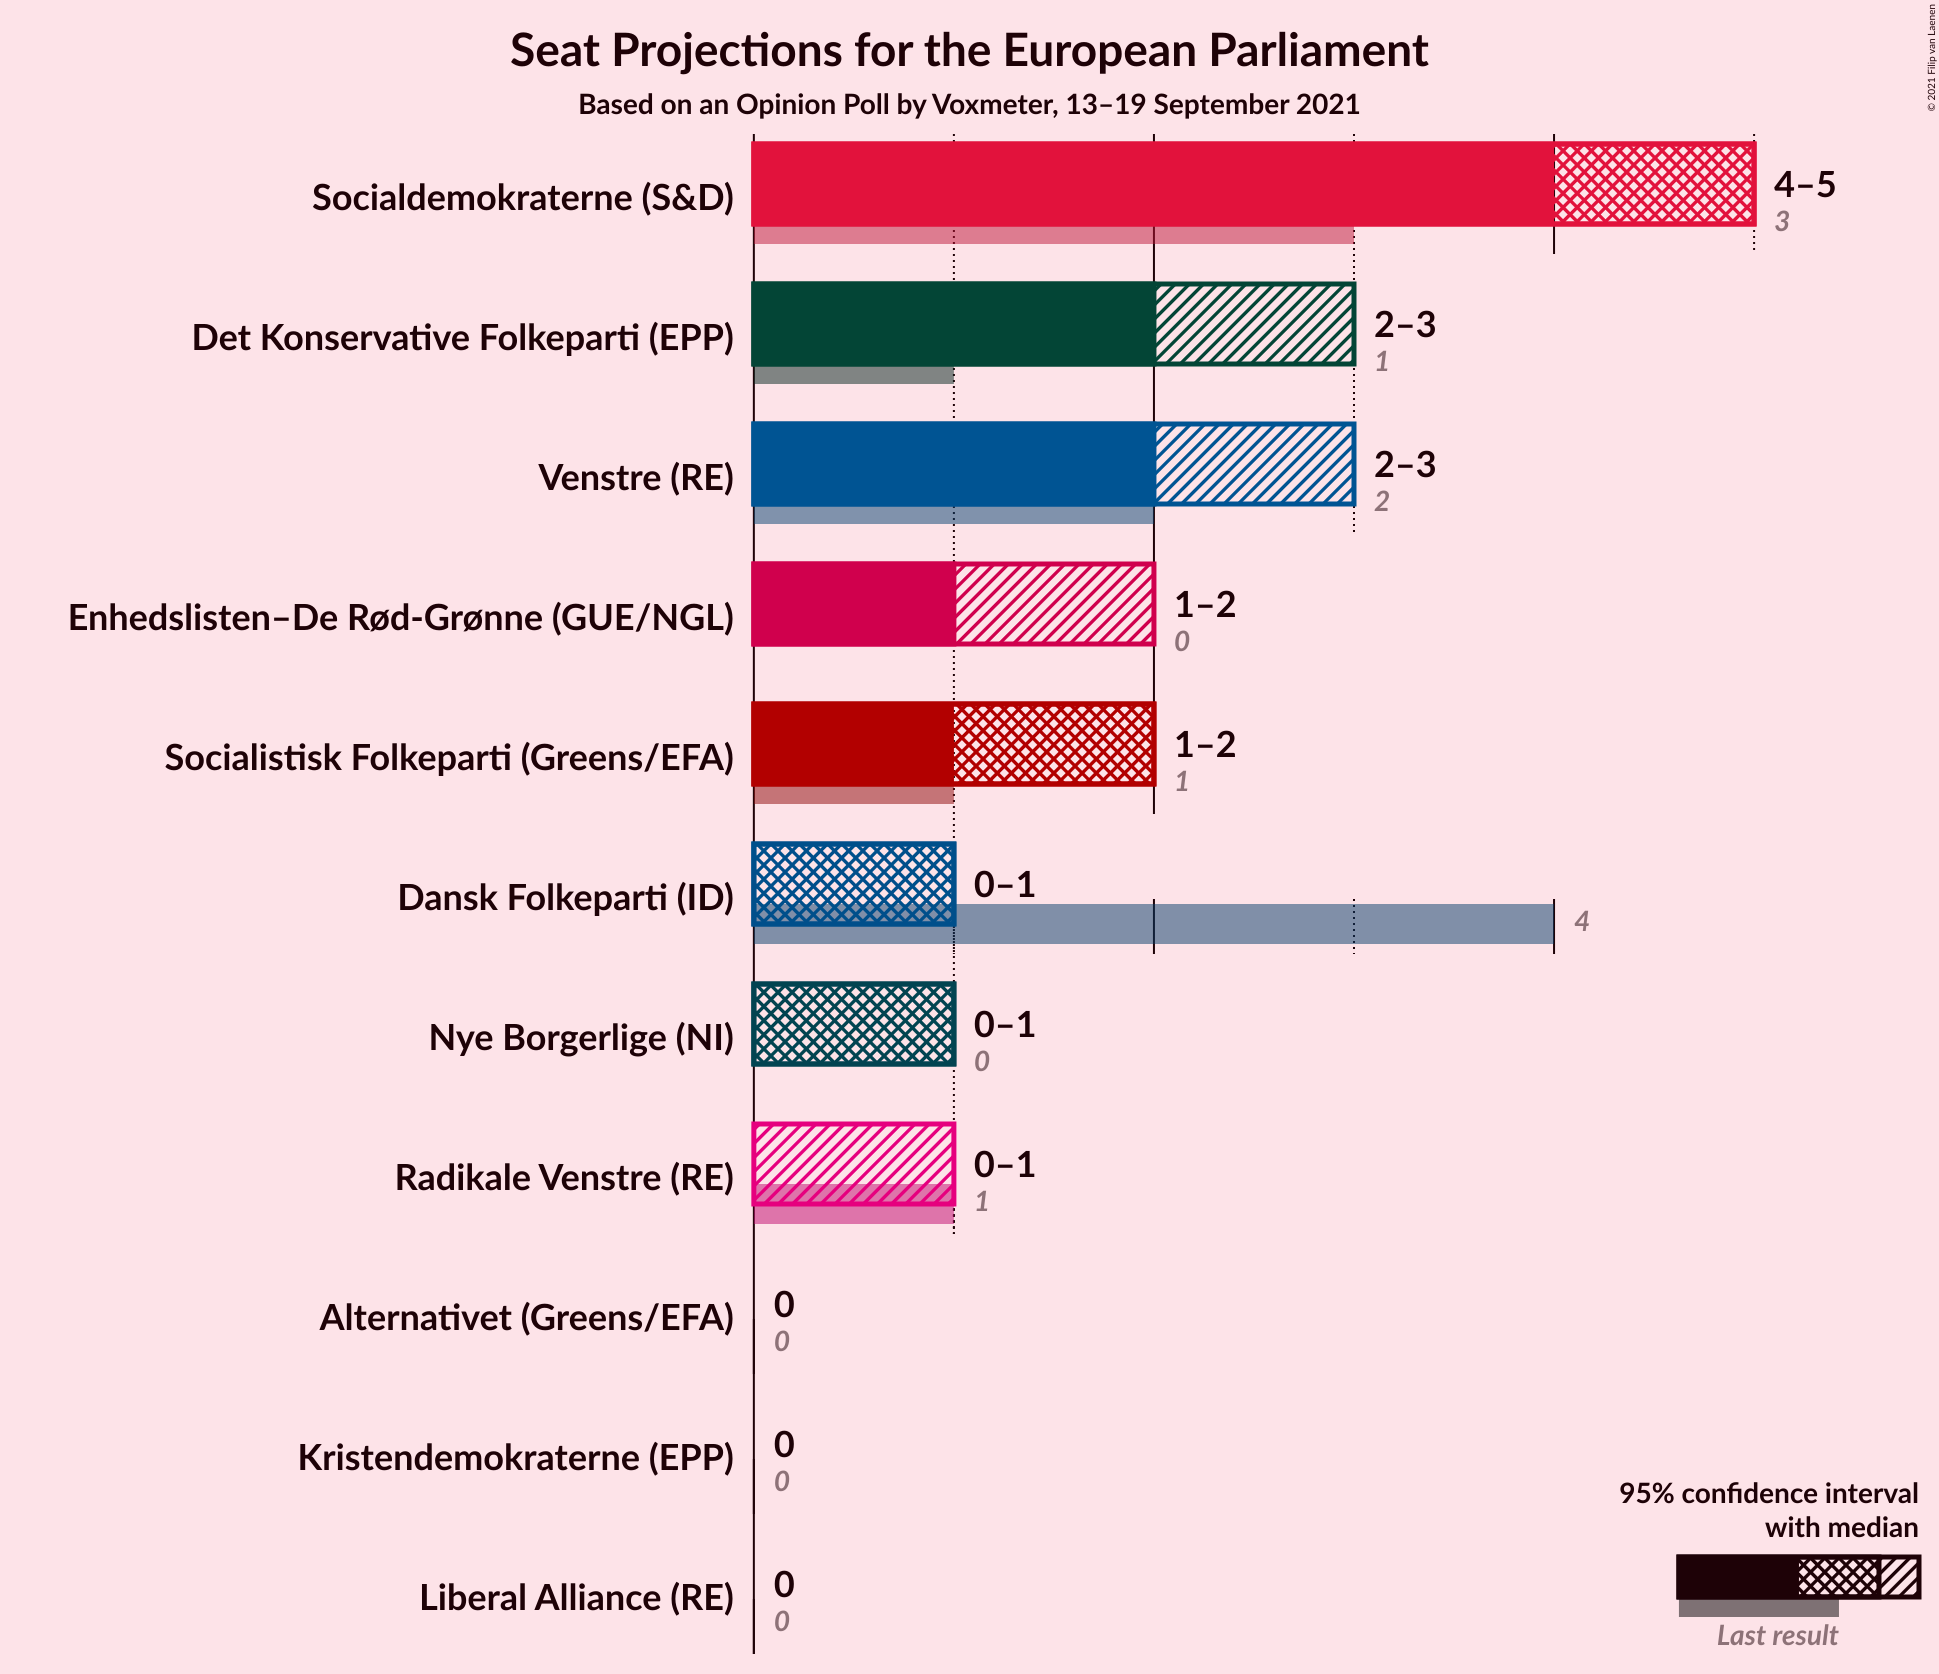 Seat Projections for the European Parliament
Based on an Opinion Poll by Voxmeter, 13–19 September 2021
© 2021 Filip van Laenen
Socialdemokraterne (S&D)
4–5
3
Det Konservative Folkeparti (EPP)
2–3
1
Venstre (RE)
2–3
2
Enhedslisten–De Rød-Grønne (GUE/NGL)
1–2
0
Socialistisk Folkeparti (Greens/EFA)
1–2
1
Dansk Folkeparti (ID)
0–1
4
Nye Borgerlige (NI)
0–1
0
Radikale Venstre (RE)
0–1
1
Alternativet (Greens/EFA)
0
0
Kristendemokraterne (EPP)
0
0
Liberal Alliance (RE)
0
0
95% confidence interval
with median
Last result